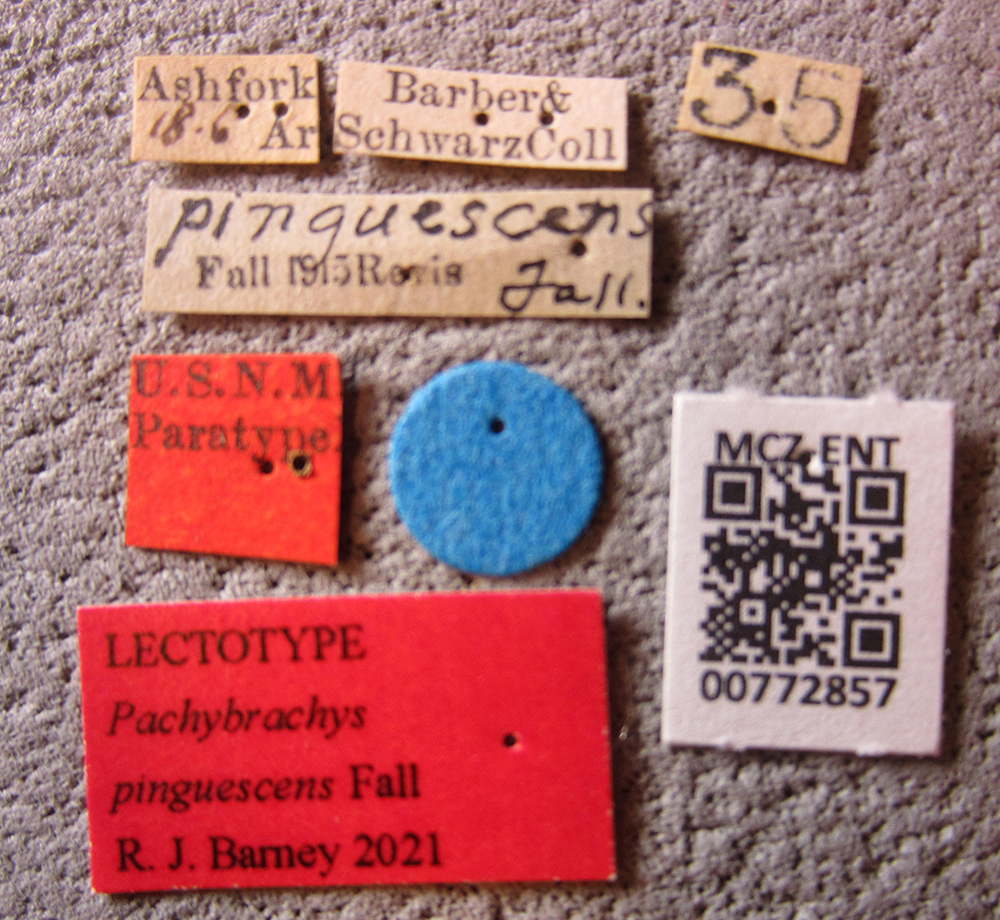 Ashfork
18.6 Ar
Barber&
SchwarzColl
3.5
pinguescens
Fall 1915 Revis Fall.
U.S.N.M.
Paratype
MCZ-ENT
00772857
LECTOTYPE
Pachybrachys
pinguescens Fall
R. J. Barney 2021